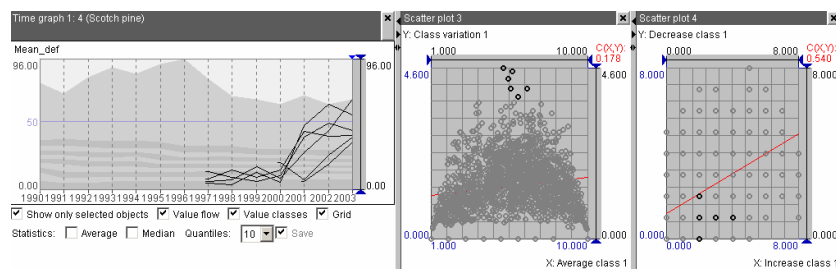 Time graph 1: 4 (Scotch pine)
Mean_def
96.00
96.00
50
0.00
0.00
1990 1991 1992 1993 1994 1995 1996 1997 1998 1999 2000 2001 2002 2003
Show only selected objects Value flow Value classes Grid
Statistics: Average Median Quantiles: 10 Save
Scatter plot 3
Y: Class variation 1
1.000 10.000 C(X,Y):
0.178
4.600 4.600
0.000 0.000
1.000 10.000
X: Average class 1
Scatter plot 4
Y: Decrease class 1
0.000 8.000 C(X,Y):
0.540
8.000 8.000
0.000 0.000
0.000 8.000
X: Increase class 1